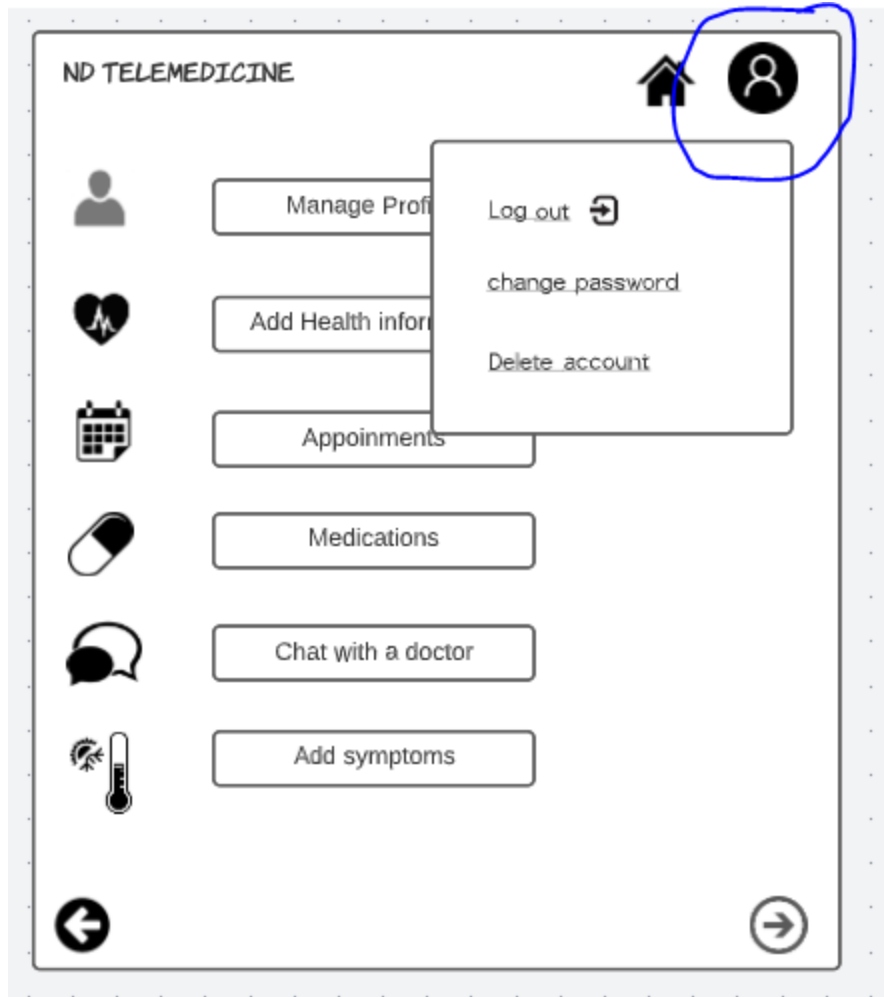 ND TELEMEDICINE
Manage Profi
Log out
change password
Add Health infor
Delete account
Appoinments
Medications
Chat with a doctor
Add symptoms